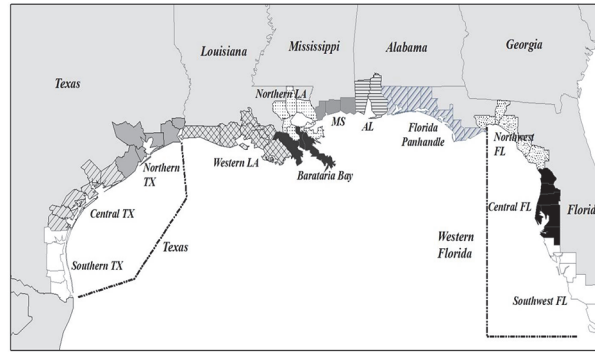 Texas
Louisiana
Mississippi
Alabama
Georgia
Northern LA
MS
AL
Florida
Panhandle
Northwest
FL
Northern
TX
Western LA
Barataria Bay
Central TX
Central FL
Florid
Texas
Western
Florida
Southern TX
Southwest FL